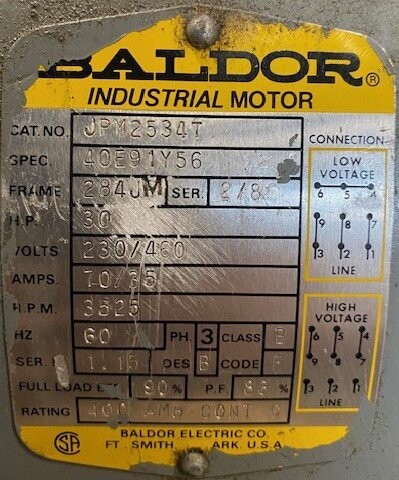 BALDOR®
INDUSTRIAL MOTOR
CAT.NO. JPM2534T
SPEC. 40E91Y56
FRAME 284JM SER. 2/8
H.P. 30
VOLTS 230/460
AMPS. 70/35
R.P.M. 3525
HZ 60 PH. 3 CLASS B
SER. F. 1.15 DES B CODE F
FULL LOAD EFF. 90 % P.F. 88 %
RATING 40C AMB CONT
BALDOR ELECTRIC CO.
FT. SMITH, ARK. U.S.A.
SA
CONNECTION
LOW
VOLTAGE
6 5 4
9 8 7
3 2 1
LINE
HIGH
VOLTAGE
6 5 4
9 8 7
3 2 1
LINE